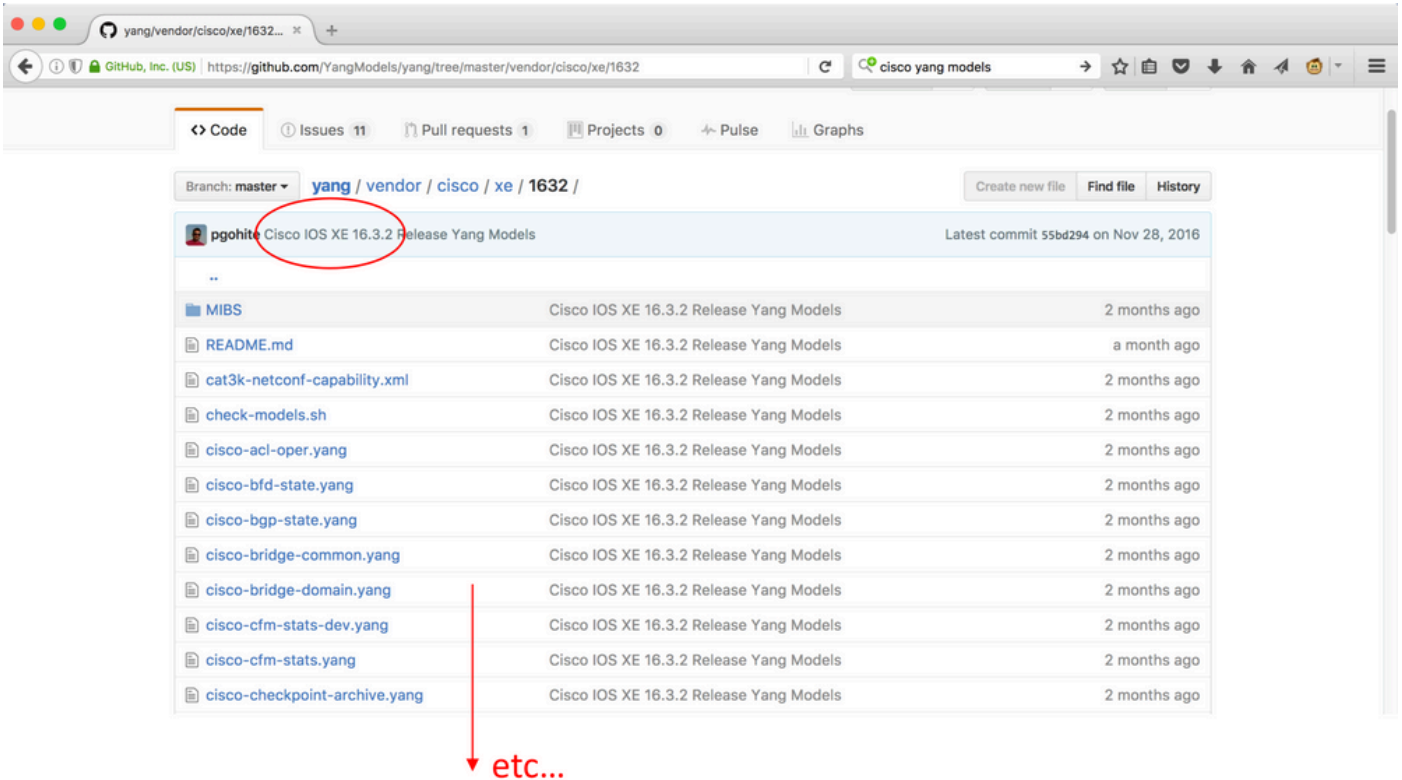 yang/vendor/cisco/xe/1632...
GitHub, Inc. (US) https://github.com/YangModels/yang/tree/master/vendor/cisco/xe/1632 cisco yang models
Code Issues 11 Pull requests 1 Projects 0 Pulse Graphs
Branch: master yang / vendor / cisco / xe / 1632 / Create new file Find file History
pgohite Cisco IOS XE 16.3.2 Release Yang Models Latest commit 55bd294 on Nov 28, 2016
..
MIBS Cisco IOS XE 16.3.2 Release Yang Models 2 months ago
README.md Cisco IOS XE 16.3.2 Release Yang Models a month ago
cat3k-netconf-capability.xml Cisco IOS XE 16.3.2 Release Yang Models 2 months ago
check-models.sh Cisco IOS XE 16.3.2 Release Yang Models 2 months ago
cisco-acl-oper.yang Cisco IOS XE 16.3.2 Release Yang Models 2 months ago
cisco-bfd-state.yang Cisco IOS XE 16.3.2 Release Yang Models 2 months ago
cisco-bgp-state.yang Cisco IOS XE 16.3.2 Release Yang Models 2 months ago
cisco-bridge-common.yang Cisco IOS XE 16.3.2 Release Yang Models 2 months ago
cisco-bridge-domain.yang Cisco IOS XE 16.3.2 Release Yang Models 2 months ago
cisco-cfm-stats-dev.yang Cisco IOS XE 16.3.2 Release Yang Models 2 months ago
cisco-cfm-stats.yang Cisco IOS XE 16.3.2 Release Yang Models 2 months ago
cisco-checkpoint-archive.yang Cisco IOS XE 16.3.2 Release Yang Models 2 months ago
etc...